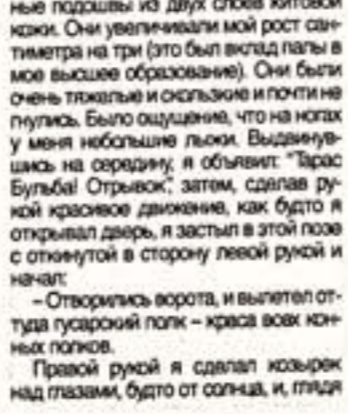 ные подошвы из двух слоев китовой
кожи. Они увеличивали мой рост сан-
тиметра на три (это был вклад папы в
мое высшее образование). Они были
очень тяжелые и скользкие и почти не
гнулись. Было ощущение, что на ногах
у меня небольшие лыжи. Выдвинув-
шись на середину, я объявил: "Тарас
Бульба! Отрывок", затем, сделав ру-
кой красивое движение, как будто я
открывал дверь, я застыл в этой позе
с откинутой в сторону левой рукой и
начал:
– Отворились ворота, и вылетел от-
туда гусарский полк – краса всех кон-
ных полков.
Правой рукой я сделал козырек
над глазами, будто от солнца, и, глядя